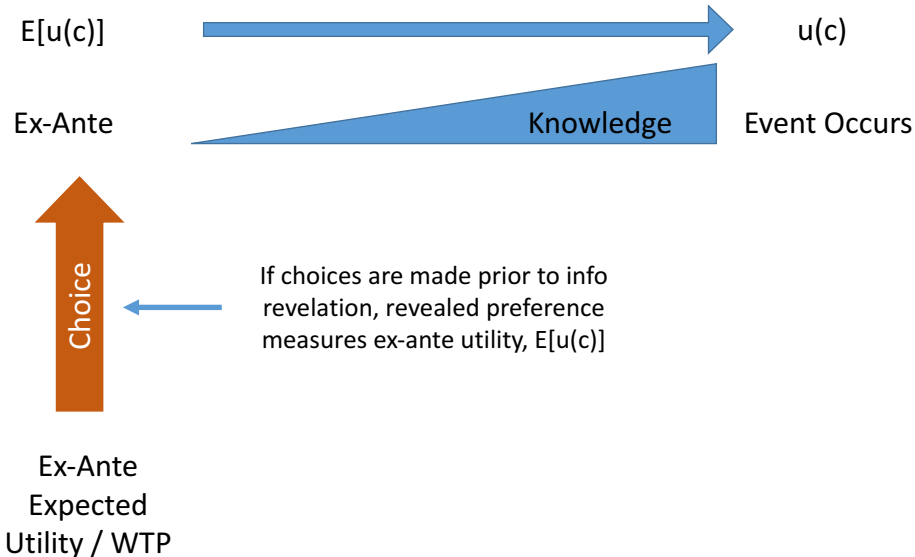 E[u(c)]
u(c)
Ex-Ante
Knowledge
Event Occurs
Choice
If choices are made prior to info
revelation, revealed preference
measures ex-ante utility, E[u(c)]
Ex-Ante
Expected
Utility / WTP